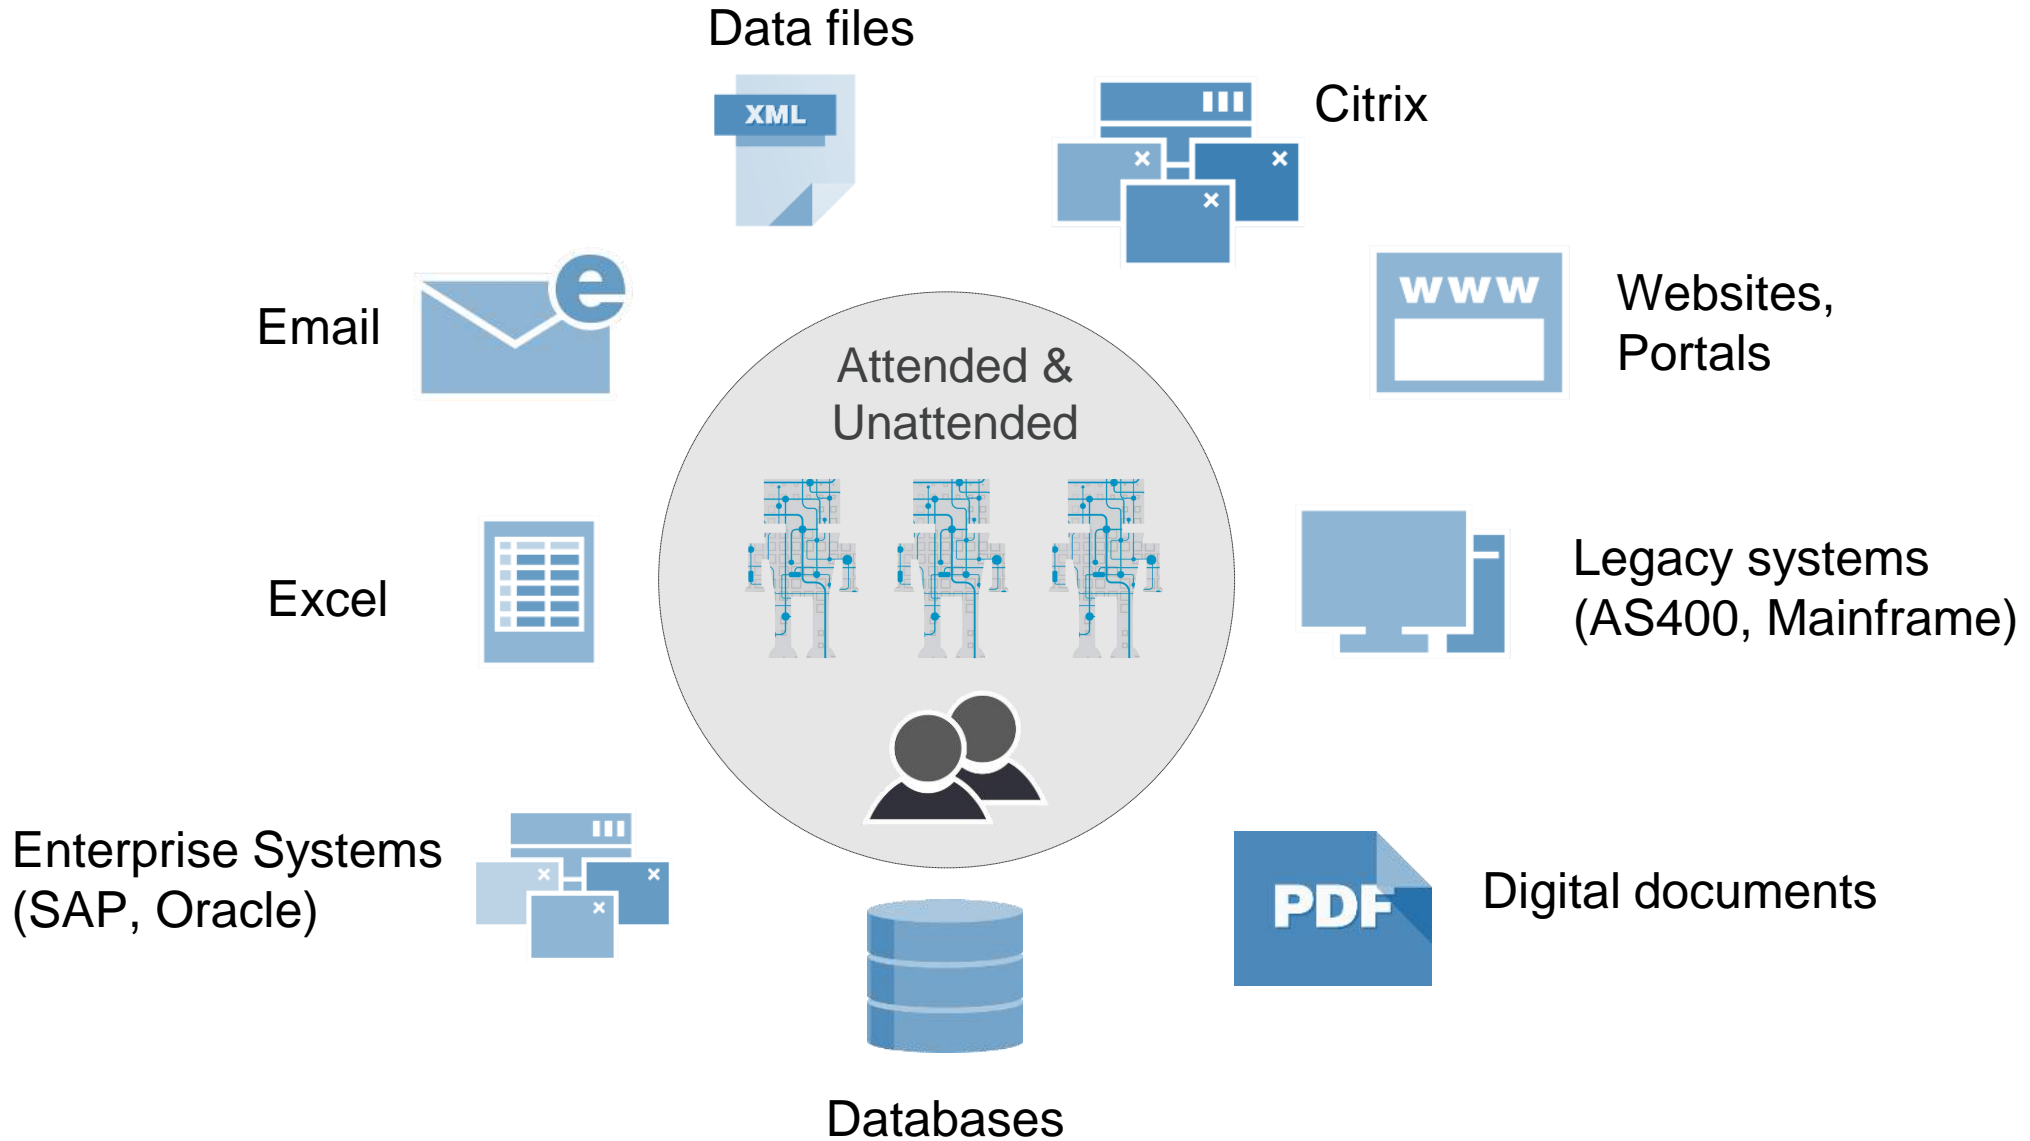 Data files
XML
Citrix
Email
e
WWW
Websites,
Portals
Attended &
Unattended
Excel
Legacy systems
(AS400, Mainframe)
Enterprise Systems
(SAP, Oracle)
PDF
Digital documents
Databases